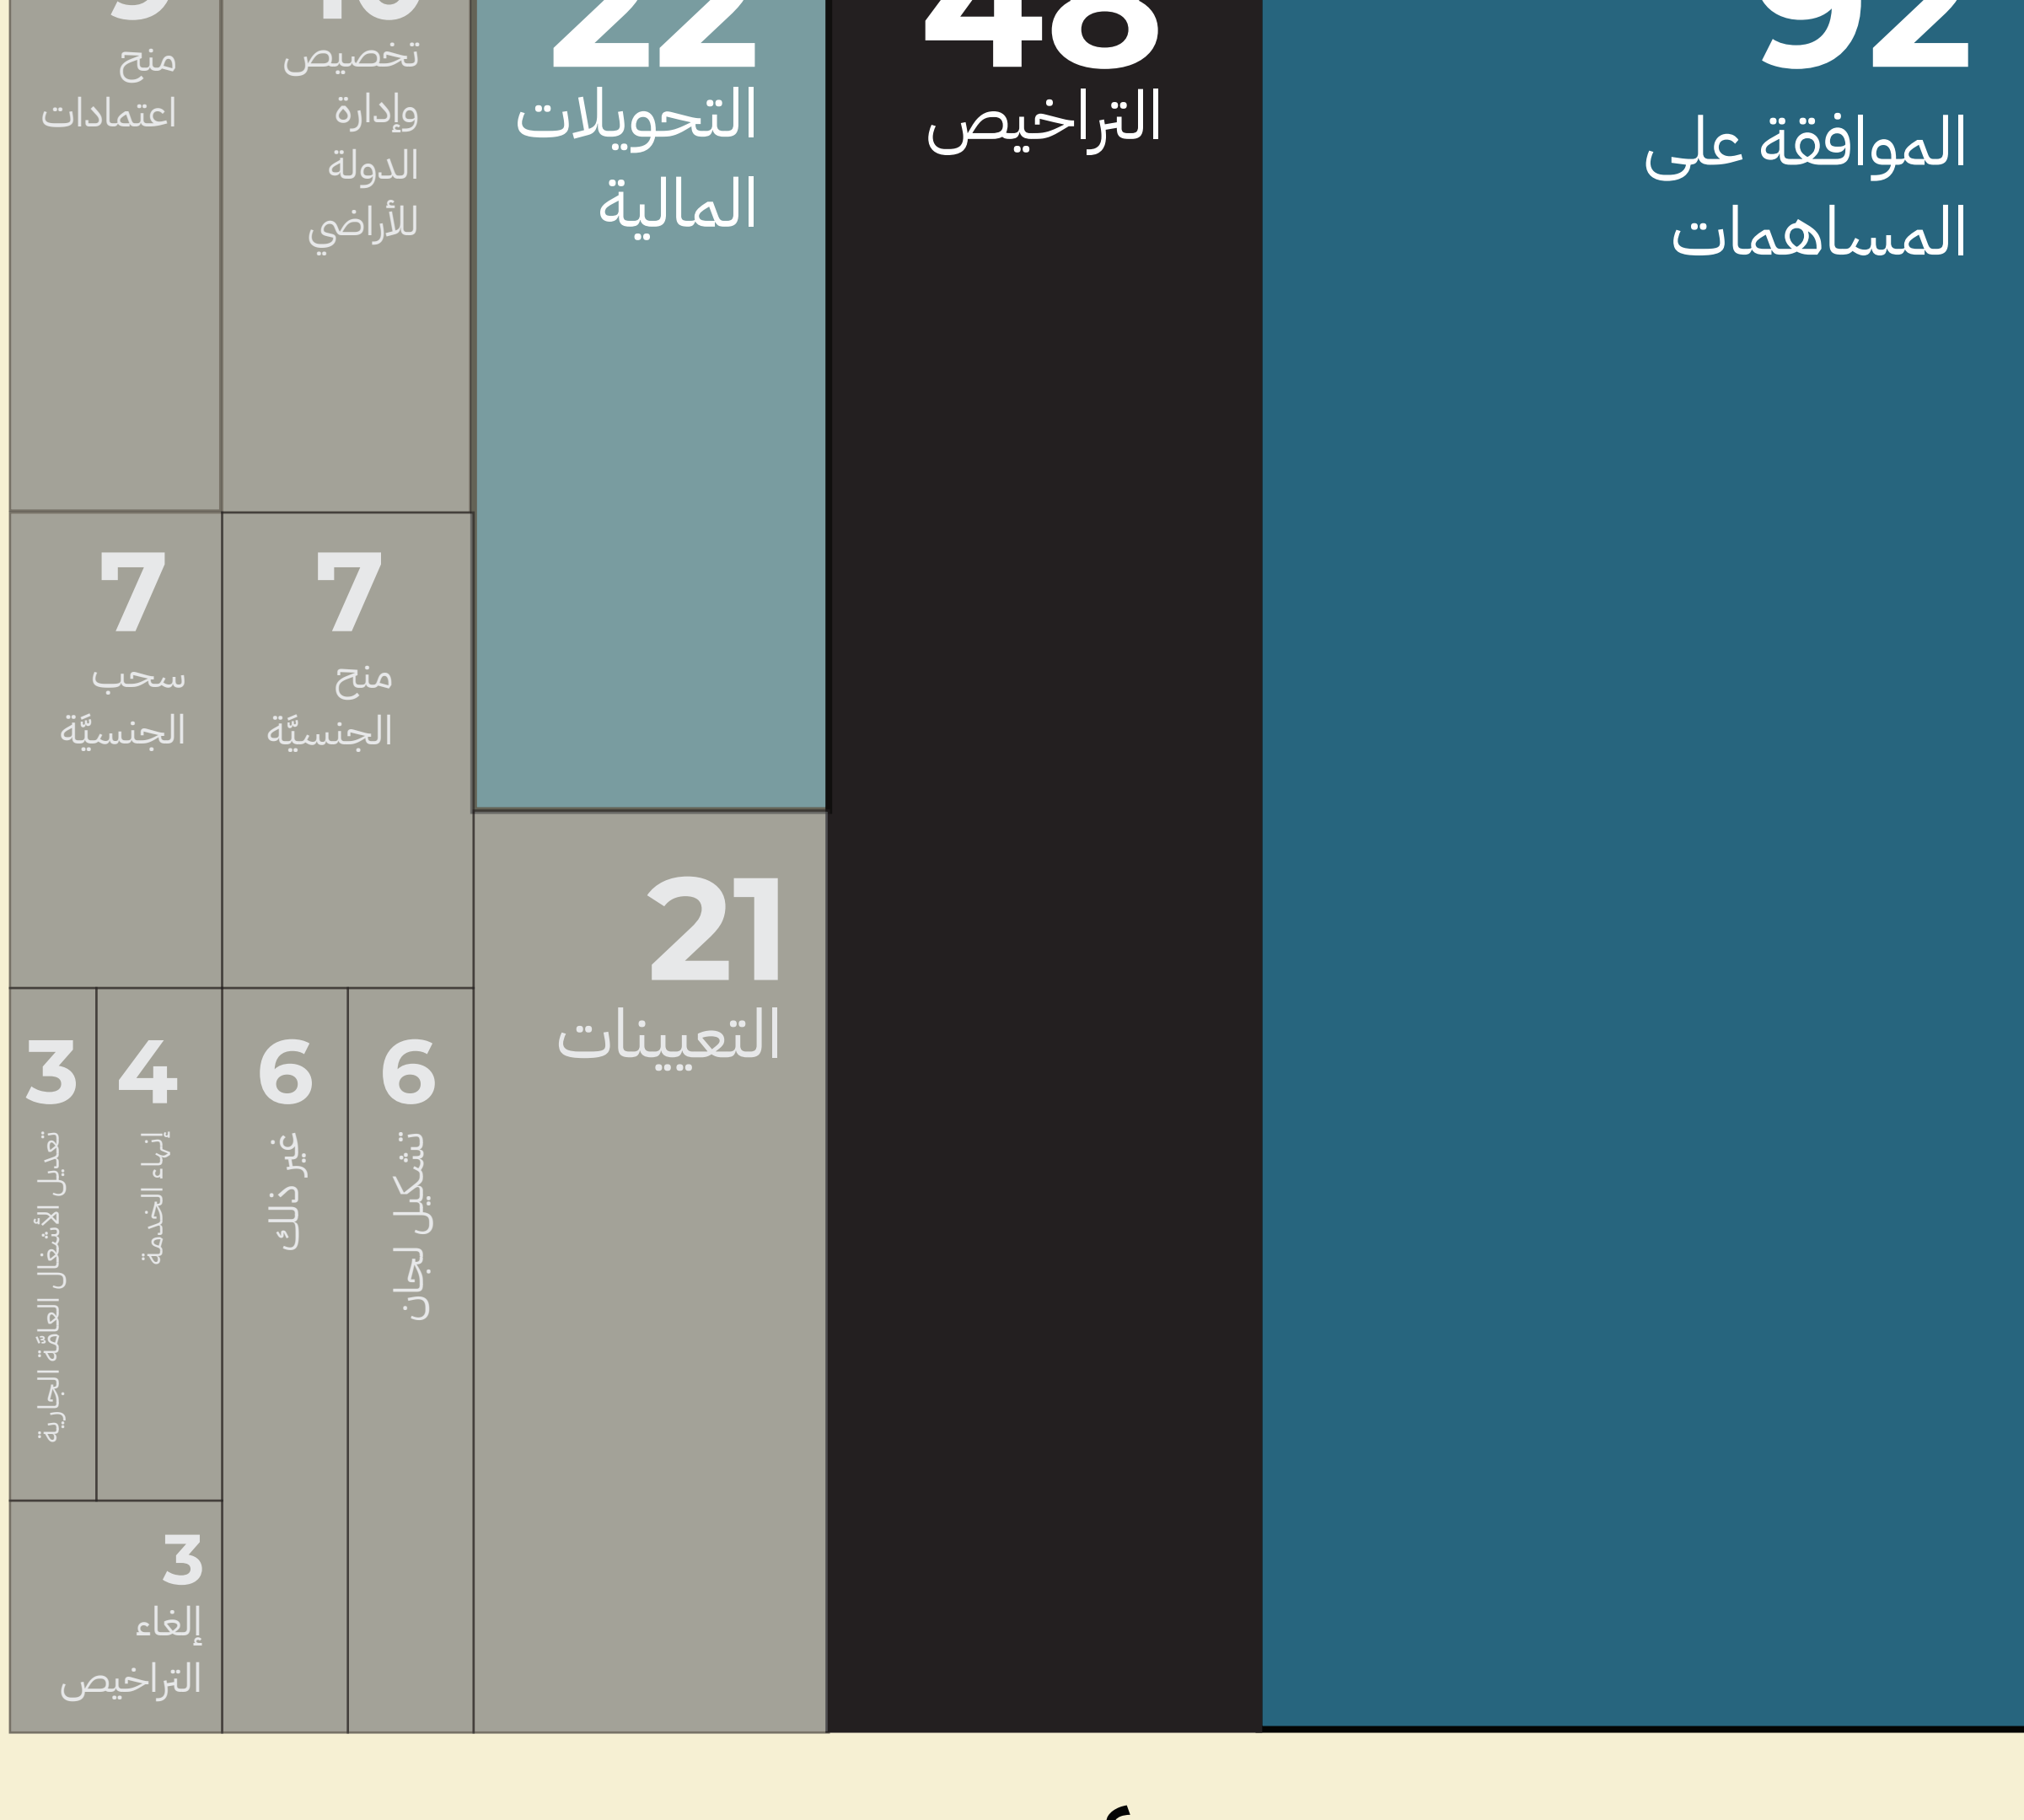 92
الموافقة على
المساهمات
48
التراخيص
22
التحويلات
المالية
تخصيص
وإدارة
الدولة
للأراضي
منح
اعتمادات
21
التعيينات
7
منح
الجنسيَّة
7
سحب
الجنسيَّة
6
تشكيل لجان
6
غير ذلك
4
إنهاء الخدمة
3
تعديل الأشغال العامَّة الجارية
3
إلغاء
التراخيص